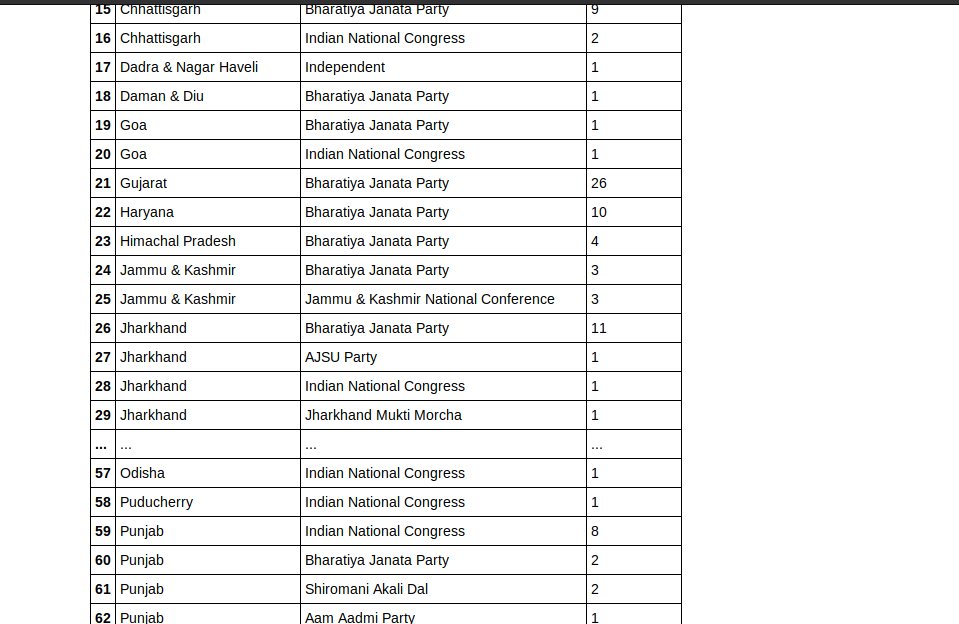 15 Chhattisgarh Bharatiya Janata Party 9
16 Chhattisgarh Indian National Congress 2
17 Dadra & Nagar Haveli Independent 1
18 Daman & Diu Bharatiya Janata Party 1
19 Goa Bharatiya Janata Party 1
20 Goa Indian National Congress 1
21 Gujarat Bharatiya Janata Party 26
22 Haryana Bharatiya Janata Party 10
23 Himachal Pradesh Bharatiya Janata Party 4
24 Jammu & Kashmir Bharatiya Janata Party 3
25 Jammu & Kashmir Jammu & Kashmir National Conference 3
26 Jharkhand Bharatiya Janata Party 11
27 Jharkhand AJSU Party 1
28 Jharkhand Indian National Congress 1
29 Jharkhand Jharkhand Mukti Morcha 1
... ... ... ...
57 Odisha Indian National Congress 1
58 Puducherry Indian National Congress 1
59 Punjab Indian National Congress 8
60 Punjab Bharatiya Janata Party 2
61 Punjab Shiromani Akali Dal 2
62 Punjab Aam Aadmi Party 1